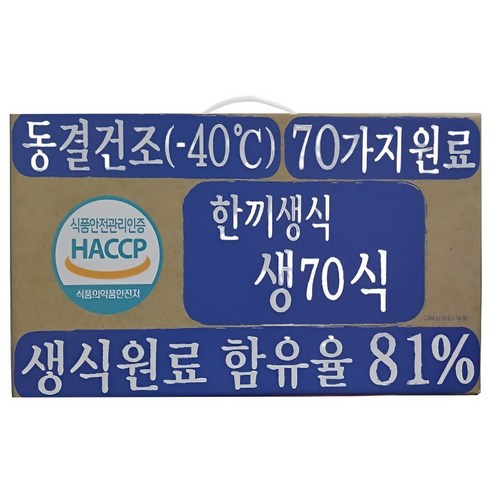 동결건조(-40℃)
70가지원료
식품안전관리인증
HACCP
식품의약품안전처
한끼생식
생70식
생식원료 함유율 81%